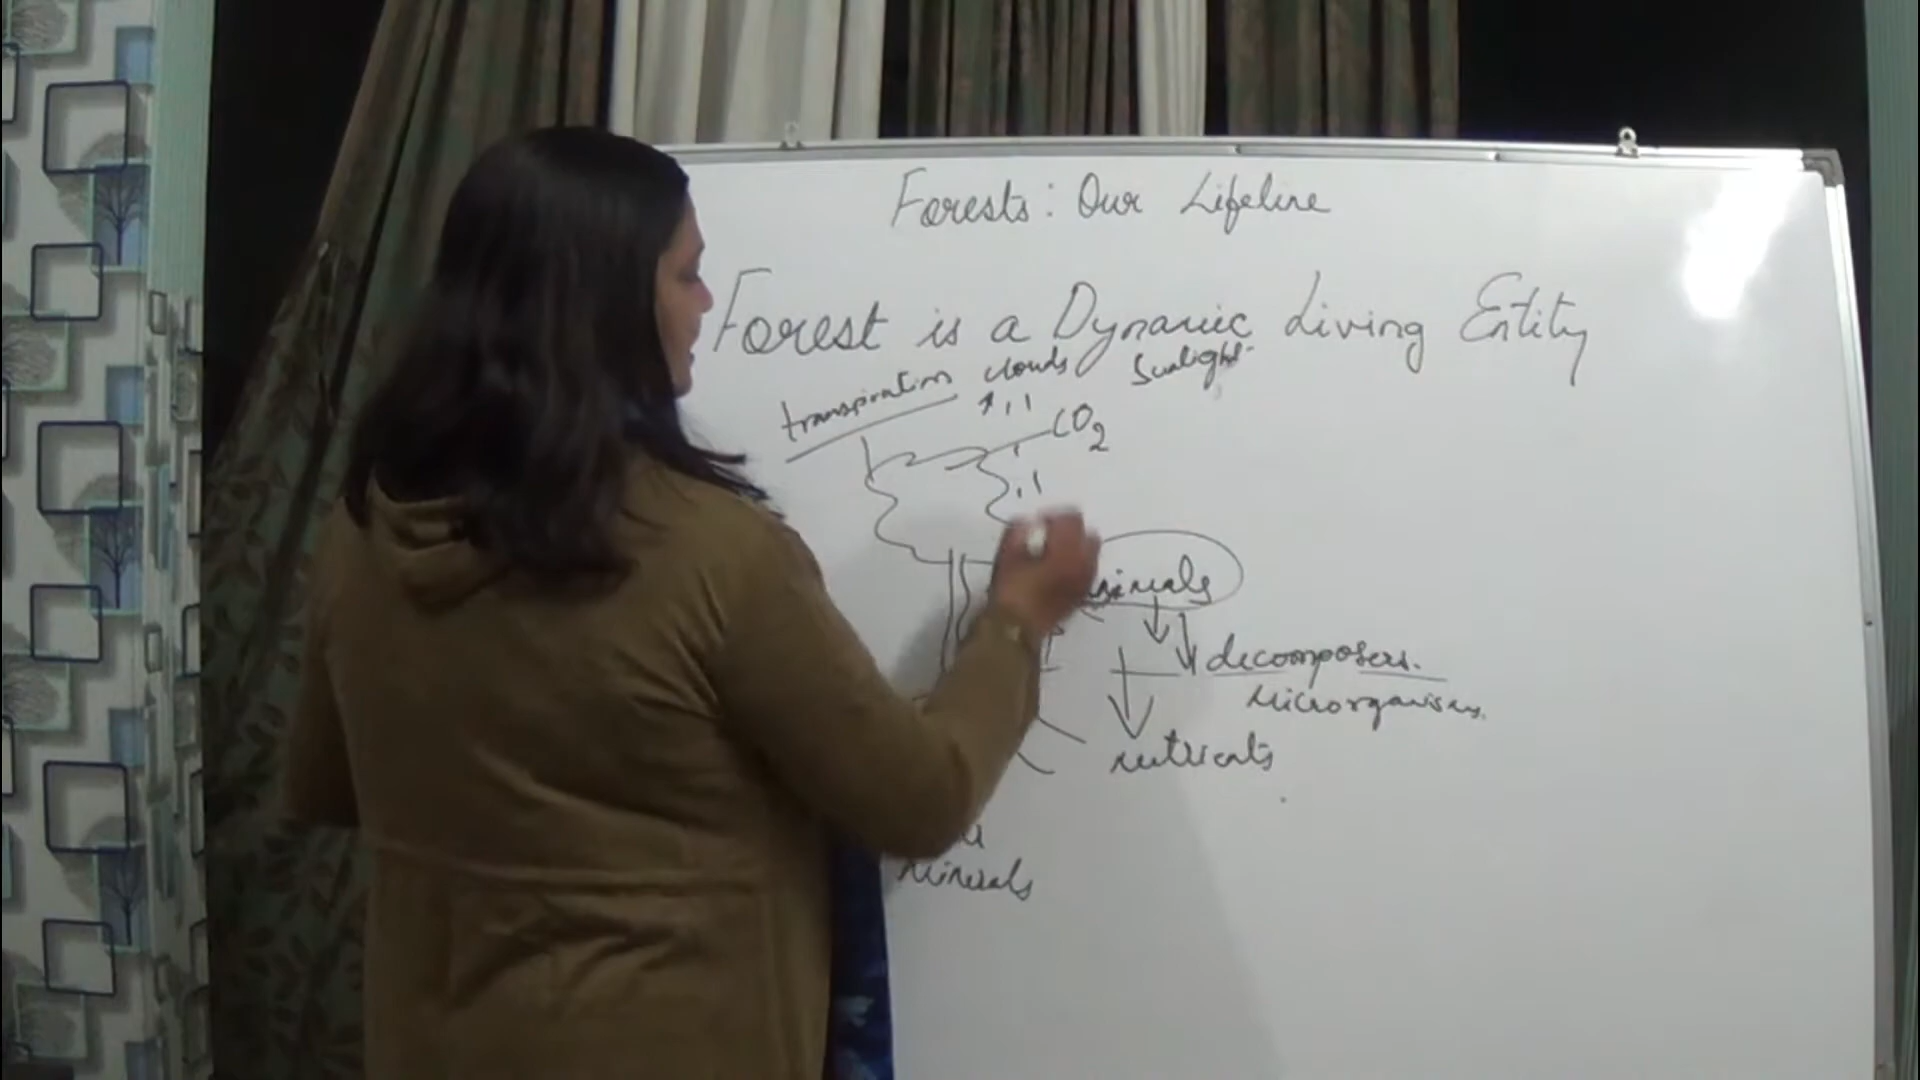 Forests: Our Lifeline
Forest is a Dynamic Living Entity
transpiration clouds Sunlight
CO2
decomposers.
Microorganisms.
nutrients
minerals